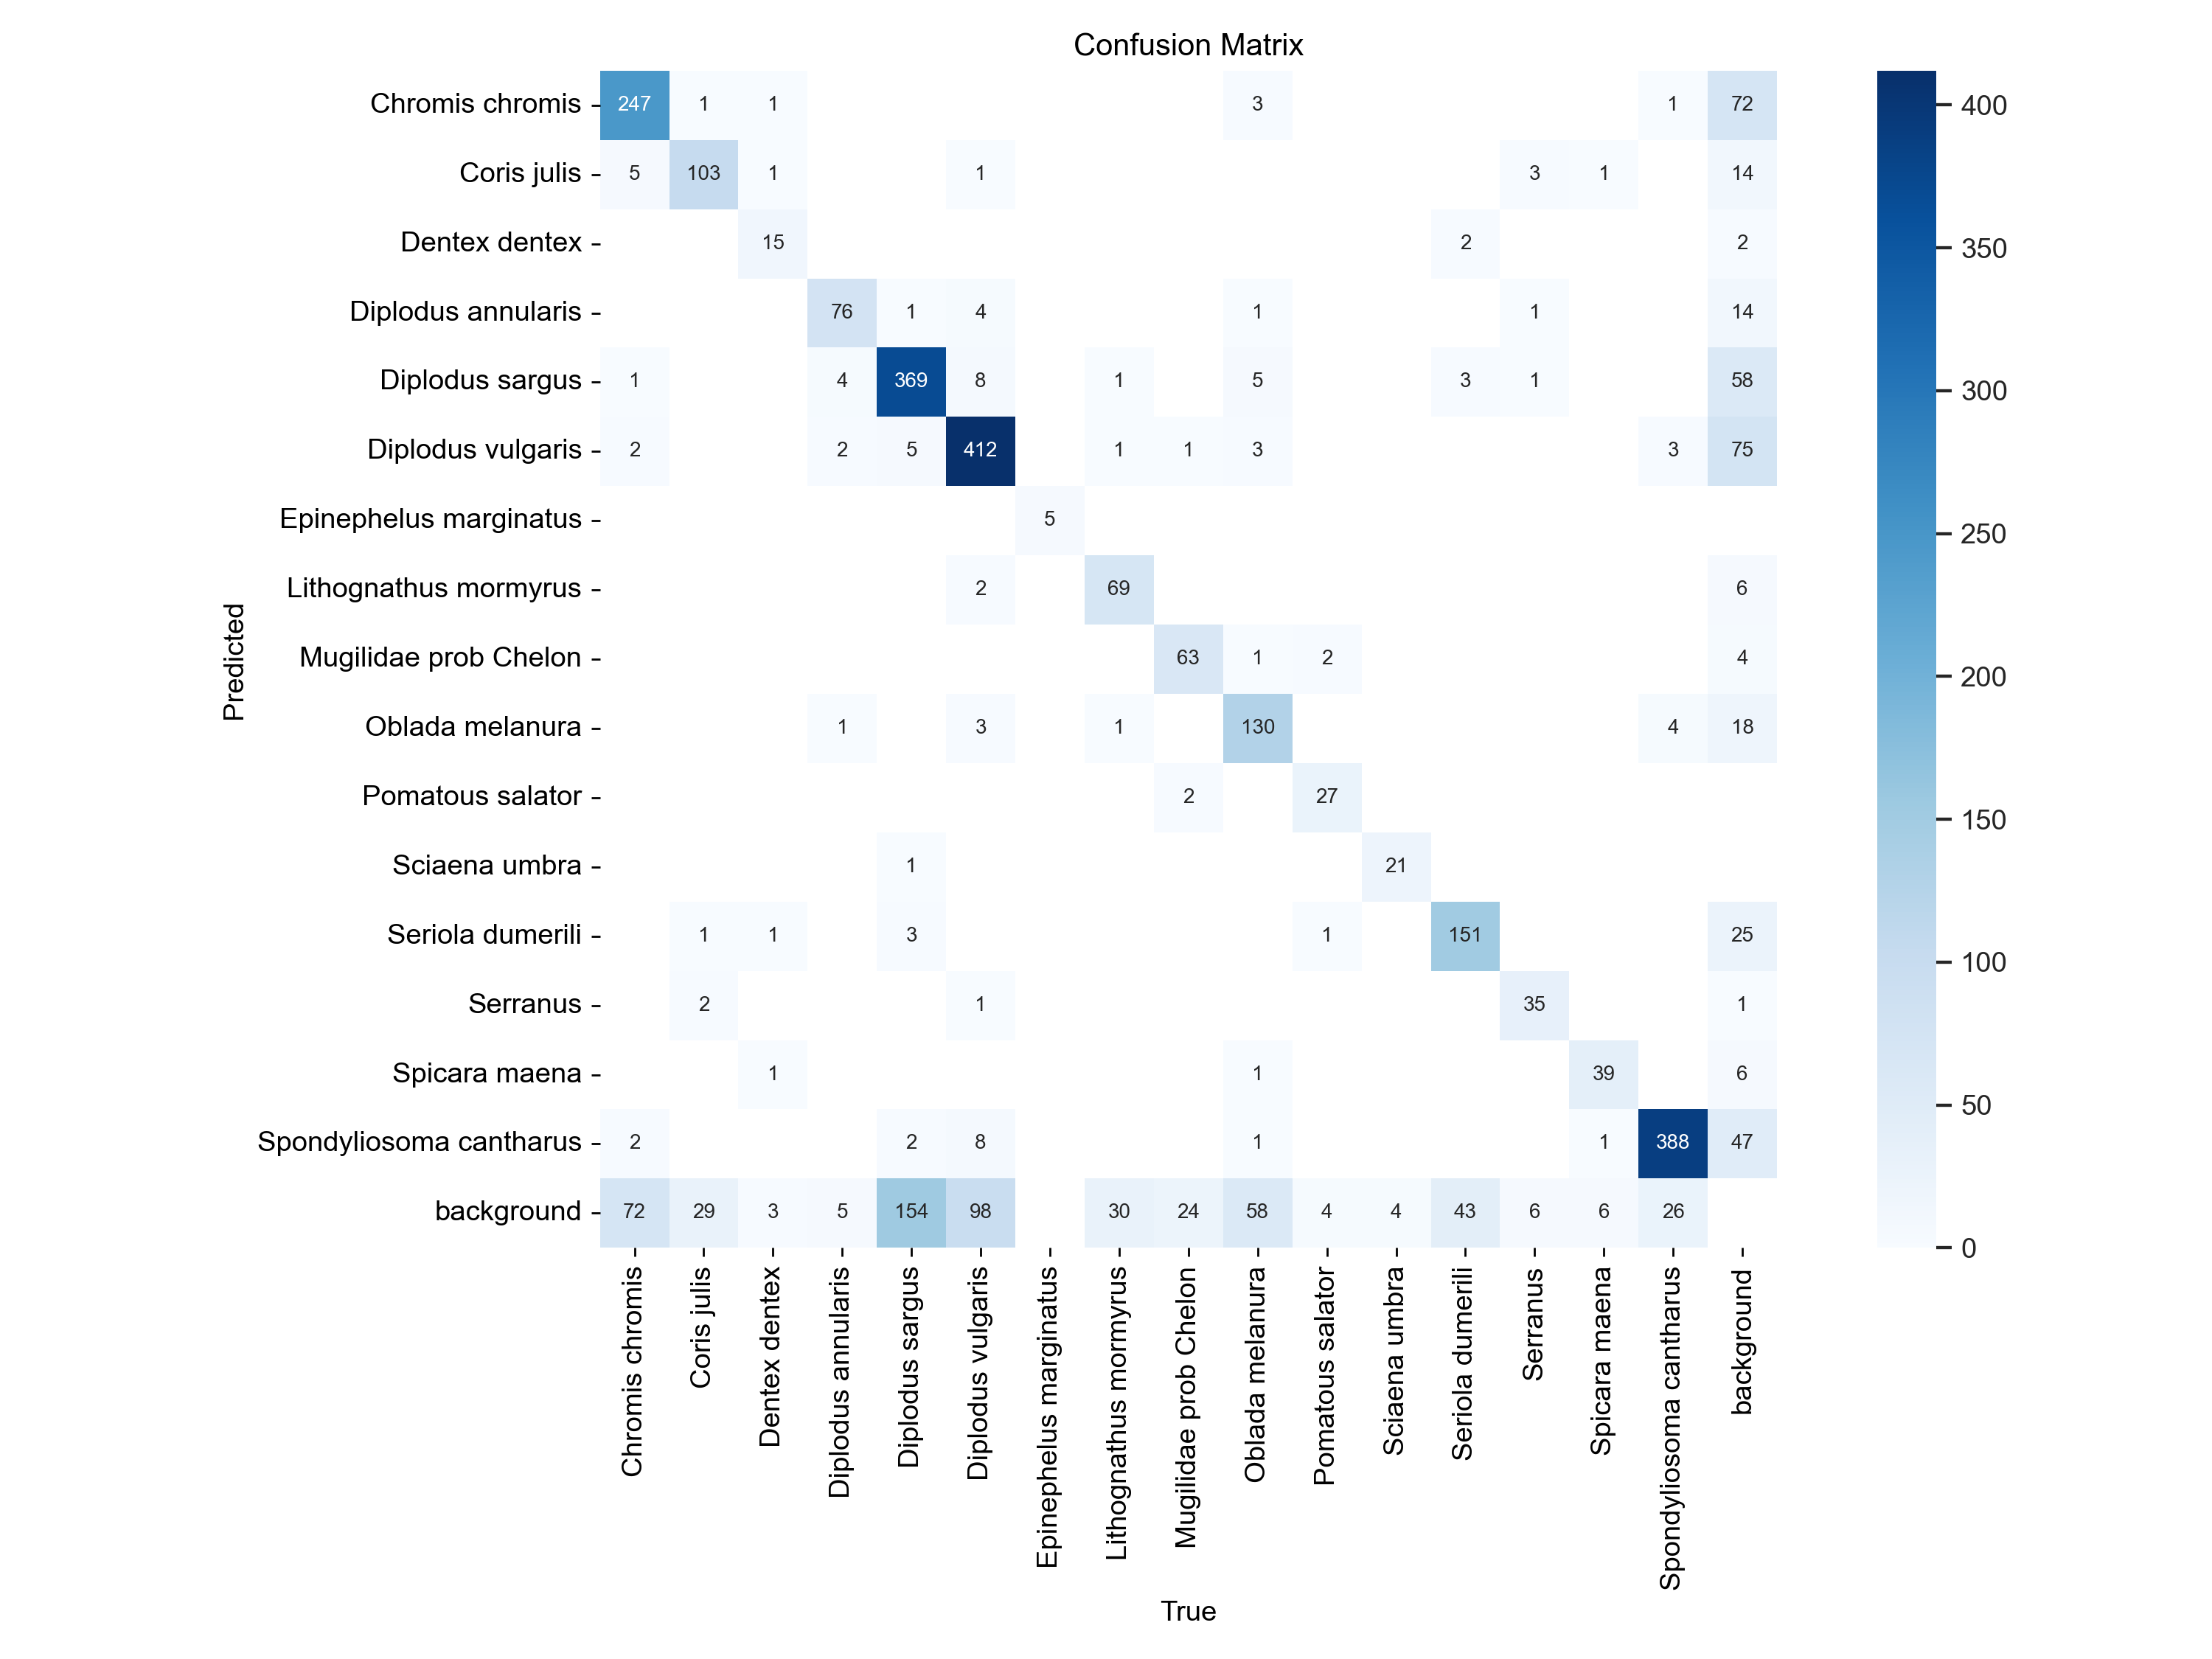 Confusion Matrix
Chromis chromis 247 1 1 3 1 72
Coris julis 5 103 1 1 3 1 14
Dentex dentex 15 2 2
Diplodus annularis 76 1 4 1 1 14
Diplodus sargus 1 4 369 8 1 5 3 1 58
Diplodus vulgaris 2 2 5 412 1 1 3 3 75
Epinephelus marginatus 5
Lithognathus mormyrus 2 69 6
Mugilidae prob Chelon 63 1 2 4
Oblada melanura 1 3 1 130 4 18
Pomatous salator 2 27
Sciaena umbra 1 21
Seriola dumerili 1 1 3 1 151 25
Serranus 2 1 35 1
Spicara maena 1 1 39 6
Spondyliosoma cantharus 2 2 8 1 1 388 47
background 72 29 3 5 154 98 30 24 58 4 4 43 6 6 26
Predicted
Chromis chromis
Coris julis
Dentex dentex
Diplodus annularis
Diplodus sargus
Diplodus vulgaris
Epinephelus marginatus
Lithognathus mormyrus
Mugilidae prob Chelon
Oblada melanura
Pomatous salator
Sciaena umbra
Seriola dumerili
Serranus
Spicara maena
Spondyliosoma cantharus
background
True
400
350
300
250
200
150
100
50
0